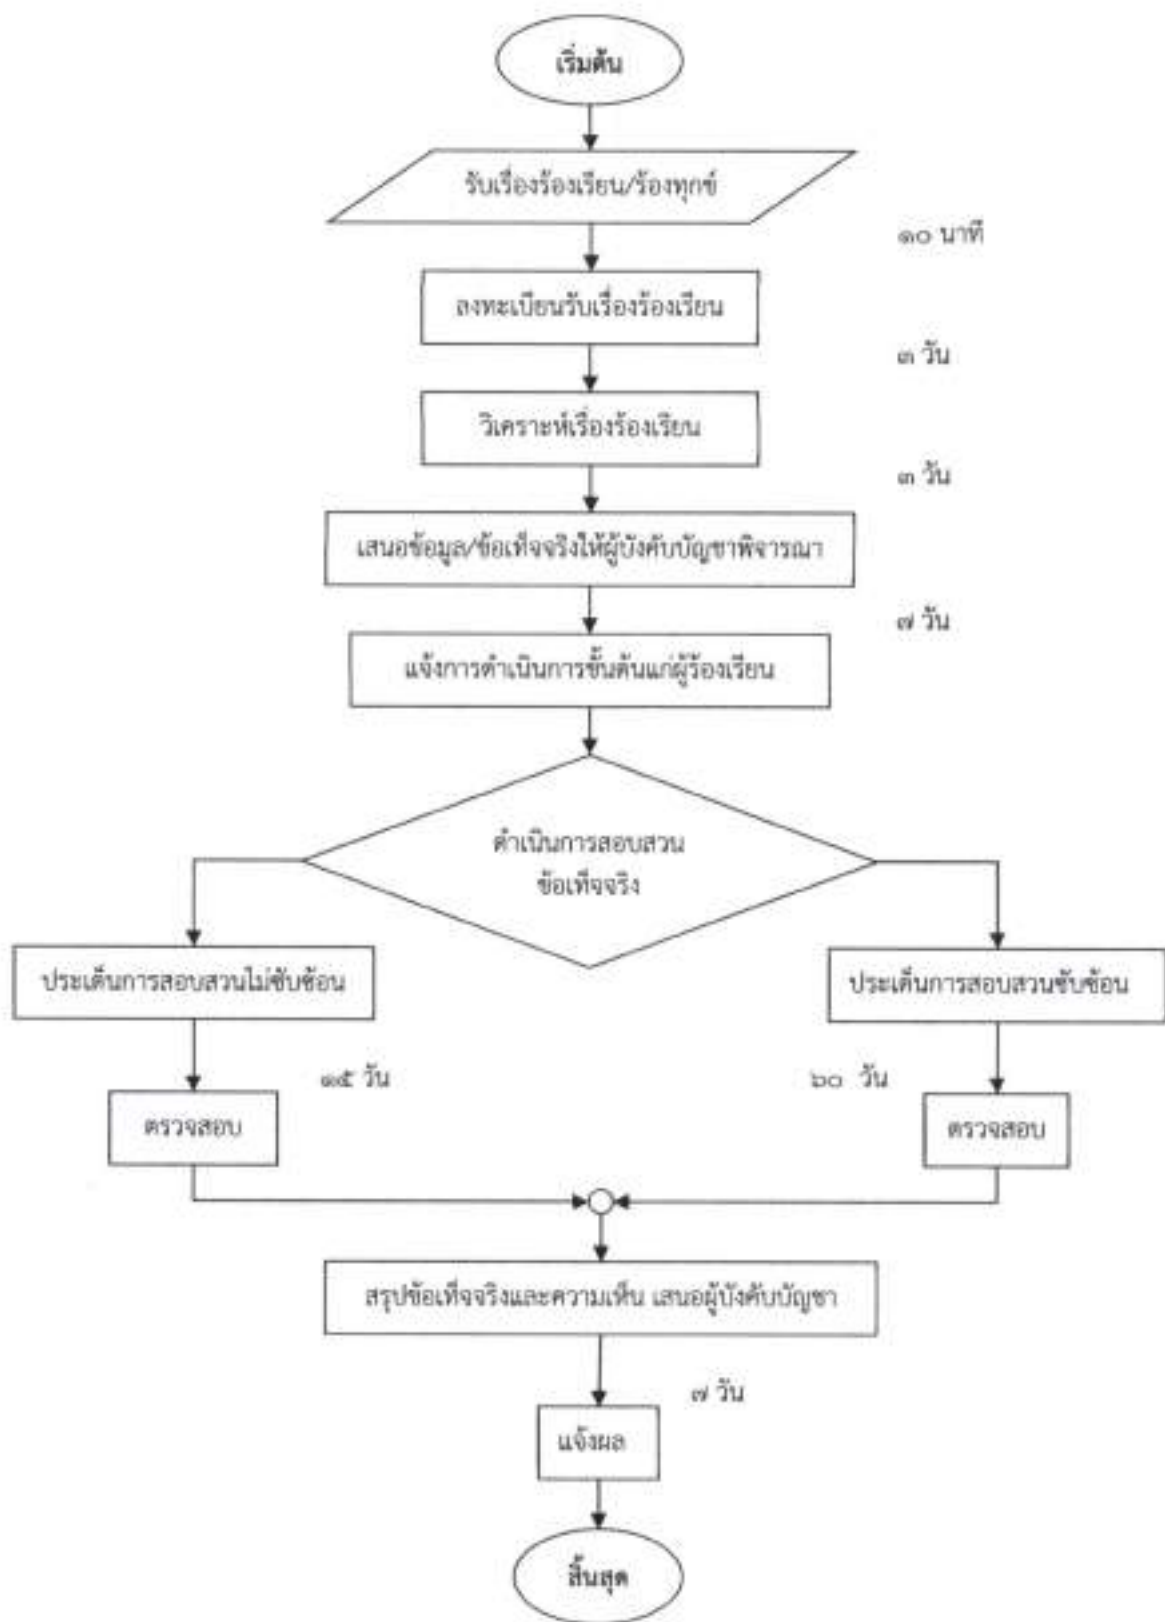 เริ่มต้น
รับเรื่องร้องเรียน/ร้องทุกข์
๑๐ นาที
ลงทะเบียนรับเรื่องร้องเรียน
๓ วัน
วิเคราะห์เรื่องร้องเรียน
๓ วัน
เสนอข้อมูล/ข้อเท็จจริงให้ผู้บังคับบัญชาพิจารณา
๗ วัน
แจ้งการดำเนินการขั้นต้นแก่ผู้ร้องเรียน
ดำเนินการสอบสวน
ข้อเท็จจริง
ประเด็นการสอบสวนไม่ซับซ้อน
ประเด็นการสอบสวนซับซ้อน
๑๕ วัน
๖๐ วัน
ตรวจสอบ
ตรวจสอบ
สรุปข้อเท็จจริงและความเห็น เสนอผู้บังคับบัญชา
๗ วัน
แจ้งผล
สิ้นสุด